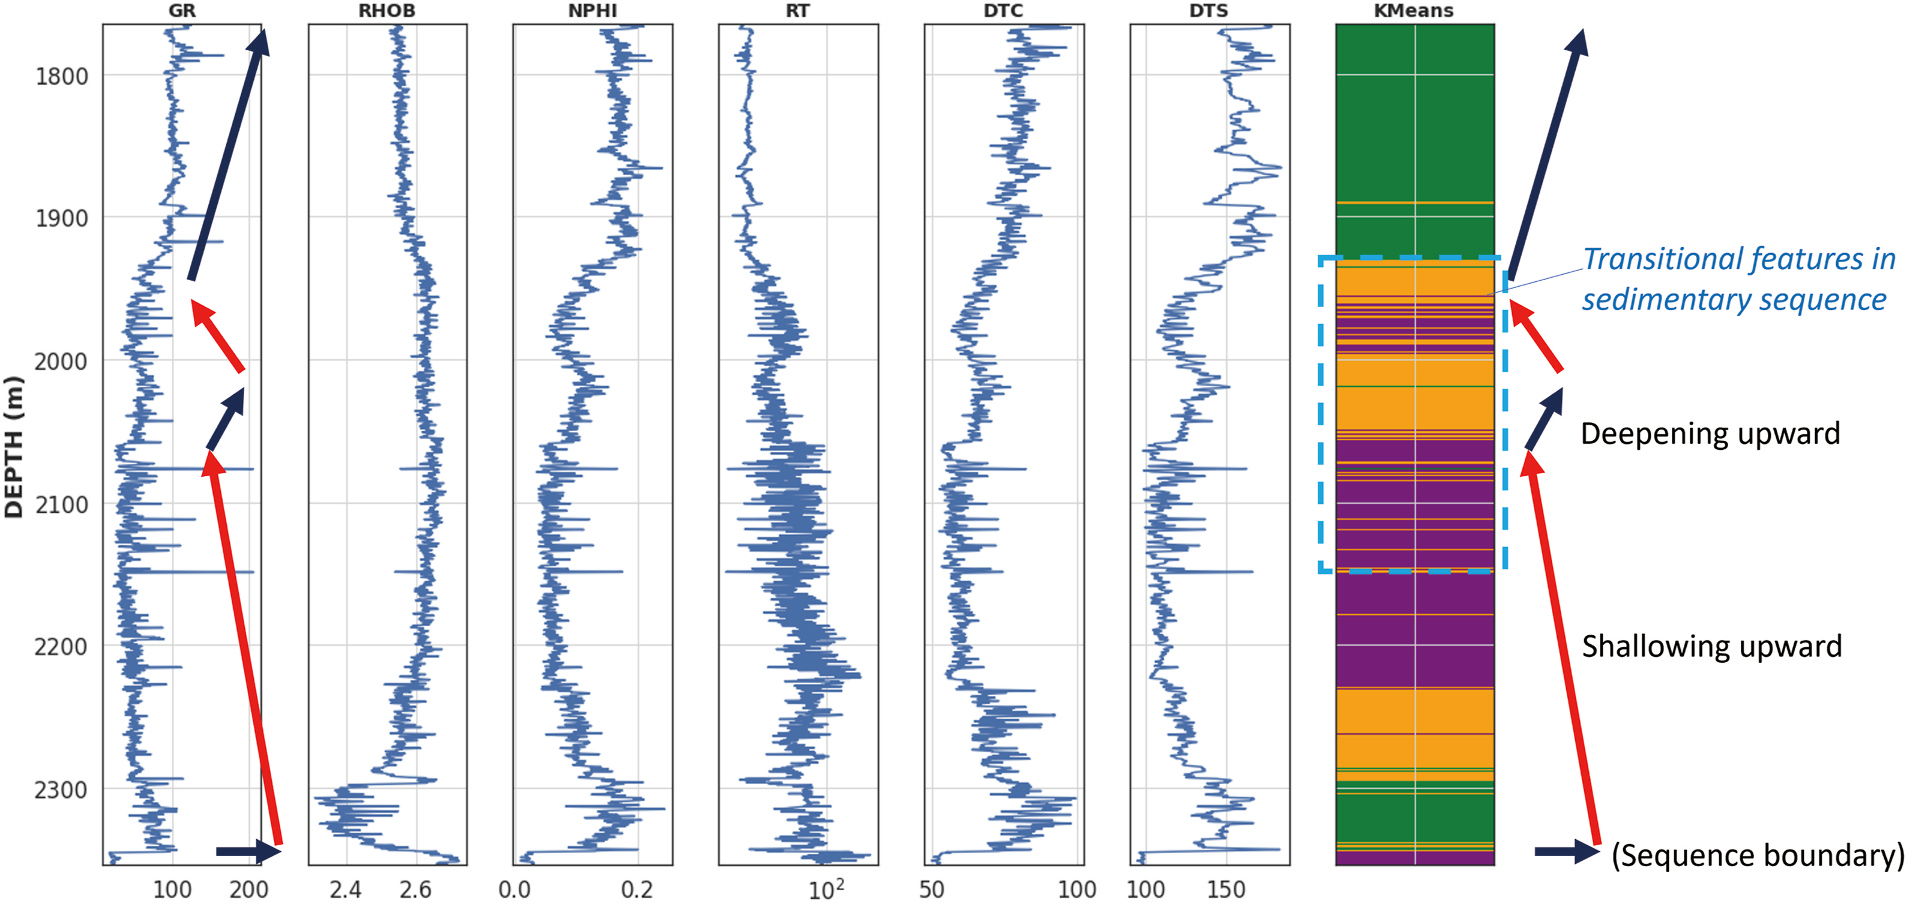 GR RHOB NPHI RT DTC DTS KMeans
1800
1900
Transitional features in
sedimentary sequence
2000
Deepening upward
DEPTH (m)
2100
2200
Shallowing upward
2300
(Sequence boundary)
100 200 2.4 2.6 0.0 0.2 10² 50 100 100 150